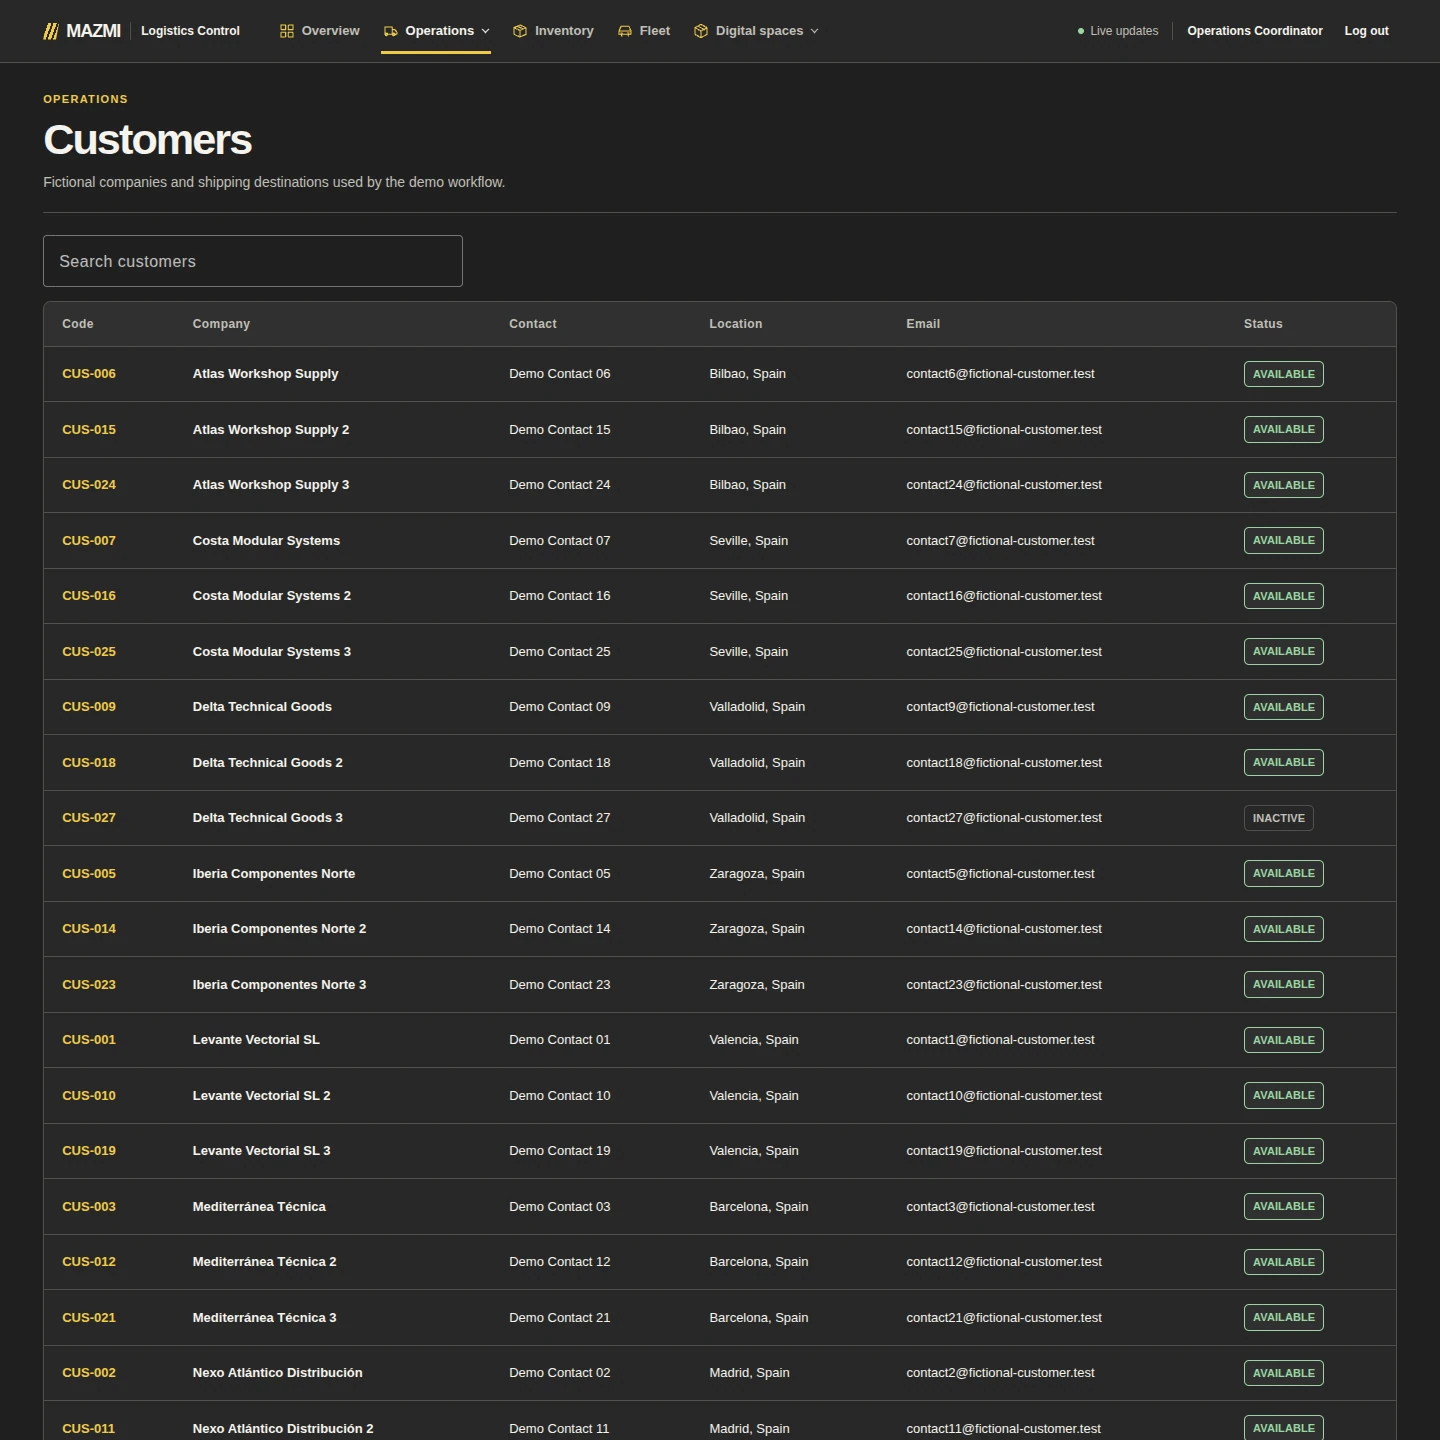 MAZMI Logistics Control Overview Operations Inventory Fleet Digital spaces Live updates Operations Coordinator Log out
OPERATIONS
Customers
Fictional companies and shipping destinations used by the demo workflow.
Search customers
Code Company Contact Location Email Status
CUS-006 Atlas Workshop Supply Demo Contact 06 Bilbao, Spain contact6@fictional-customer.test AVAILABLE
CUS-015 Atlas Workshop Supply 2 Demo Contact 15 Bilbao, Spain contact15@fictional-customer.test AVAILABLE
CUS-024 Atlas Workshop Supply 3 Demo Contact 24 Bilbao, Spain contact24@fictional-customer.test AVAILABLE
CUS-007 Costa Modular Systems Demo Contact 07 Seville, Spain contact7@fictional-customer.test AVAILABLE
CUS-016 Costa Modular Systems 2 Demo Contact 16 Seville, Spain contact16@fictional-customer.test AVAILABLE
CUS-025 Costa Modular Systems 3 Demo Contact 25 Seville, Spain contact25@fictional-customer.test AVAILABLE
CUS-009 Delta Technical Goods Demo Contact 09 Valladolid, Spain contact9@fictional-customer.test AVAILABLE
CUS-018 Delta Technical Goods 2 Demo Contact 18 Valladolid, Spain contact18@fictional-customer.test AVAILABLE
CUS-027 Delta Technical Goods 3 Demo Contact 27 Valladolid, Spain contact27@fictional-customer.test INACTIVE
CUS-005 Iberia Componentes Norte Demo Contact 05 Zaragoza, Spain contact5@fictional-customer.test AVAILABLE
CUS-014 Iberia Componentes Norte 2 Demo Contact 14 Zaragoza, Spain contact14@fictional-customer.test AVAILABLE
CUS-023 Iberia Componentes Norte 3 Demo Contact 23 Zaragoza, Spain contact23@fictional-customer.test AVAILABLE
CUS-001 Levante Vectorial SL Demo Contact 01 Valencia, Spain contact1@fictional-customer.test AVAILABLE
CUS-010 Levante Vectorial SL 2 Demo Contact 10 Valencia, Spain contact10@fictional-customer.test AVAILABLE
CUS-019 Levante Vectorial SL 3 Demo Contact 19 Valencia, Spain contact19@fictional-customer.test AVAILABLE
CUS-003 Mediterránea Técnica Demo Contact 03 Barcelona, Spain contact3@fictional-customer.test AVAILABLE
CUS-012 Mediterránea Técnica 2 Demo Contact 12 Barcelona, Spain contact12@fictional-customer.test AVAILABLE
CUS-021 Mediterránea Técnica 3 Demo Contact 21 Barcelona, Spain contact21@fictional-customer.test AVAILABLE
CUS-002 Nexo Atlántico Distribución Demo Contact 02 Madrid, Spain contact2@fictional-customer.test AVAILABLE
CUS-011 Nexo Atlántico Distribución 2 Demo Contact 11 Madrid, Spain contact11@fictional-customer.test AVAILABLE